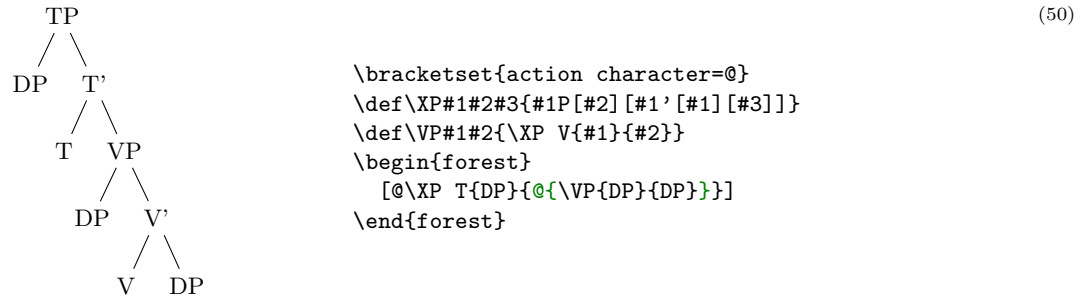 TP
(50)
DP T'
T VP
DP V'
V DP
\bracketset{action character=@}
\def\XP#1#2#3{#1P[#2][#1'[#1][#3]]}
\def\VP#1#2{\XP V{#1}{#2}}
\begin{forest}
[@\XP T{DP}{@{\VP{DP}{DP}}}]
\end{forest}